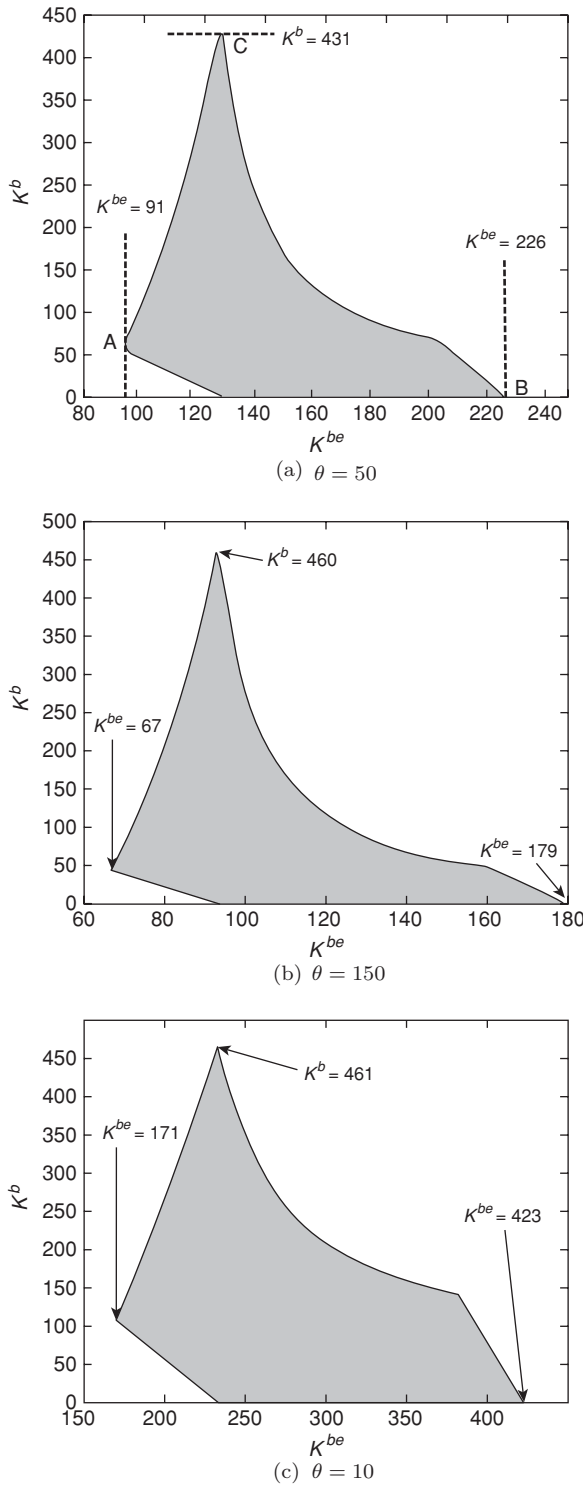 450
400
350
300
250
200
150
100
50
0
K^b
C
K^b = 431
K^be = 91
K^be = 226
A
B
80 100 120 140 160 180 200 220 240
K^be
(a) θ = 50
500
450
400
350
300
250
200
150
100
50
0
K^b
K^b = 460
K^be = 67
K^be = 179
60 80 100 120 140 160 180
K^be
(b) θ = 150
450
400
350
300
250
200
150
100
50
0
K^b
K^b = 461
K^be = 171
K^be = 423
150 200 250 300 350 400
K^be
(c) θ = 10